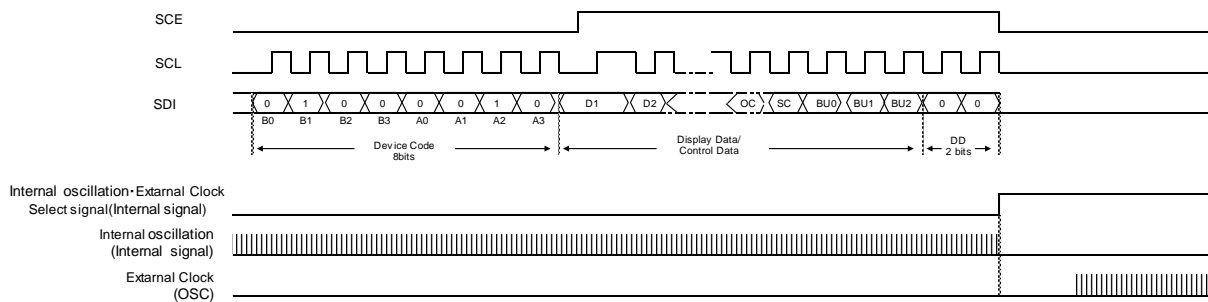 SCE
SCL
SDI
0 1 0 0 0 0 1 0 D1 D2 OC SC BU0 BU1 BU2 0 0
B0 B1 B2 B3 A0 A1 A2 A3
Device Code
8bits
Display Data/
Control Data
DD
2 bits
Internal oscillation・Extarnal Clock
Select signal(Internal signal)
Internal oscillation
(Internal signal)
Extarnal Clock
(OSC)